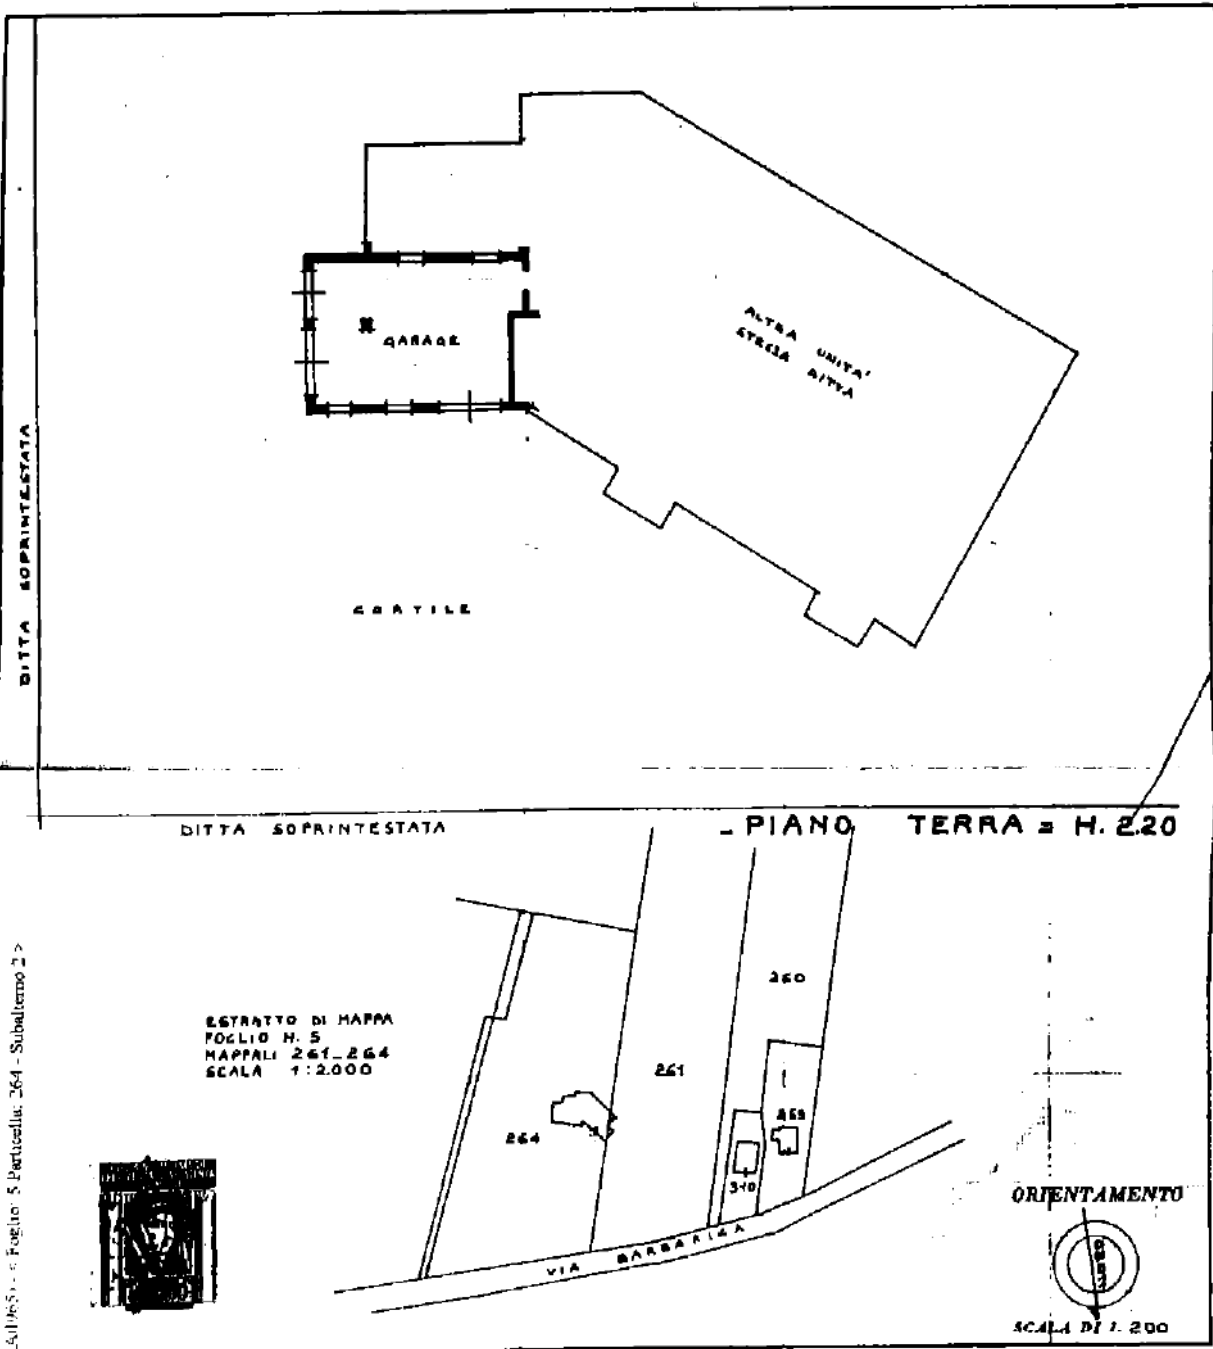 ALTRA UNITA'
STESSA DITTA
GARAGE
DITTA SOPRINTESTATA
CORTILE
DITTA SOPRINTESTATA
_ PIANO TERRA = H. 2.20
ESTRATTO DI MAPPA
FOGLIO N. 5
MAPPALI 261_264
SCALA 1:2.000
260
261
264
265
310
VIA BARBARIGA
ORIENTAMENTO
SCALA DI 1: 200
Foglio: 5 Particella: 264 - Subalterno 2 >